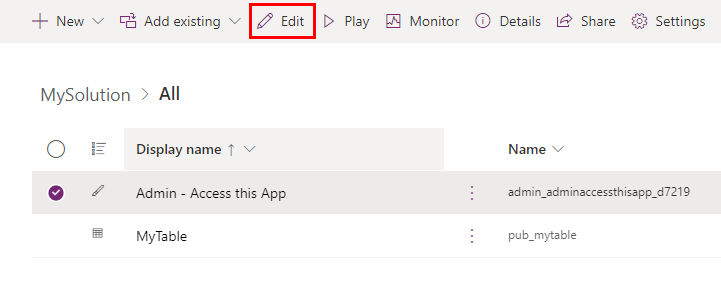 New Add existing Edit Play Monitor Details Share Settings
MySolution > All
Display name ↑ Name
Admin - Access this App admin_adminaccessthisapp_d7219
MyTable pub_mytable